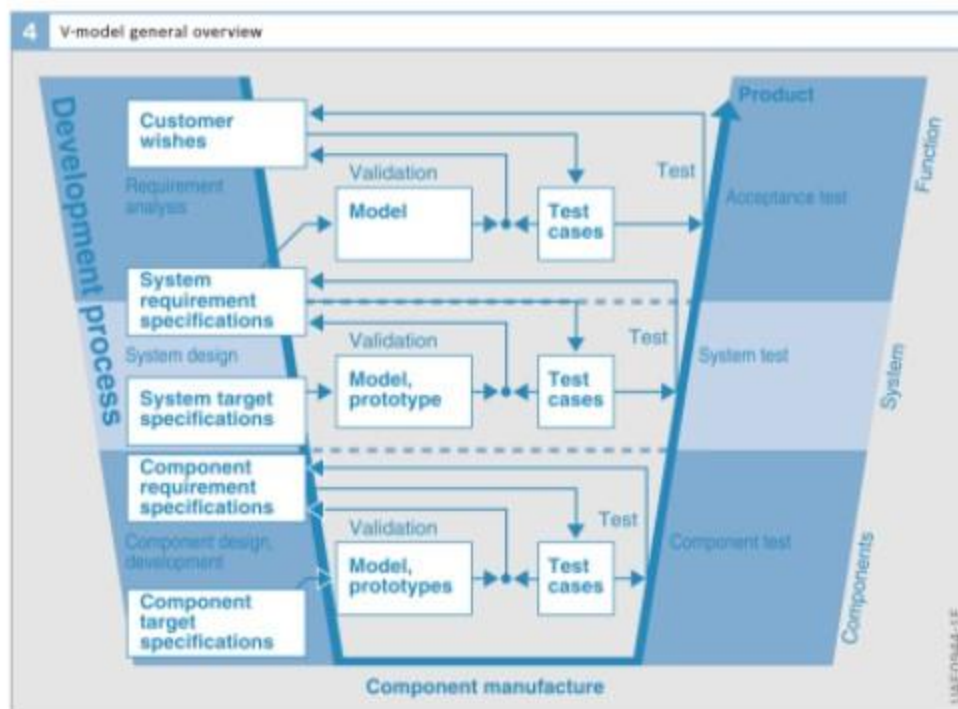 4 V-model general overview
Development process
Product
Function
Customer
wishes
Test
Requirement
analysis
Validation
Model
Test
cases
Acceptance test
System
requirement
specifications
System design
Validation
Test
System test
System
System target
specifications
Model,
prototype
Test
cases
Component
requirement
specifications
Component design,
development
Validation
Test
Component test
Components
Model,
prototypes
Test
cases
Component
target
specifications
Component manufacture